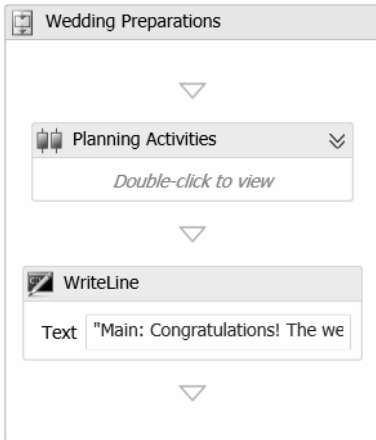 Wedding Preparations
Planning Activities
Double-click to view
WriteLine
Text "Main: Congratulations! The we